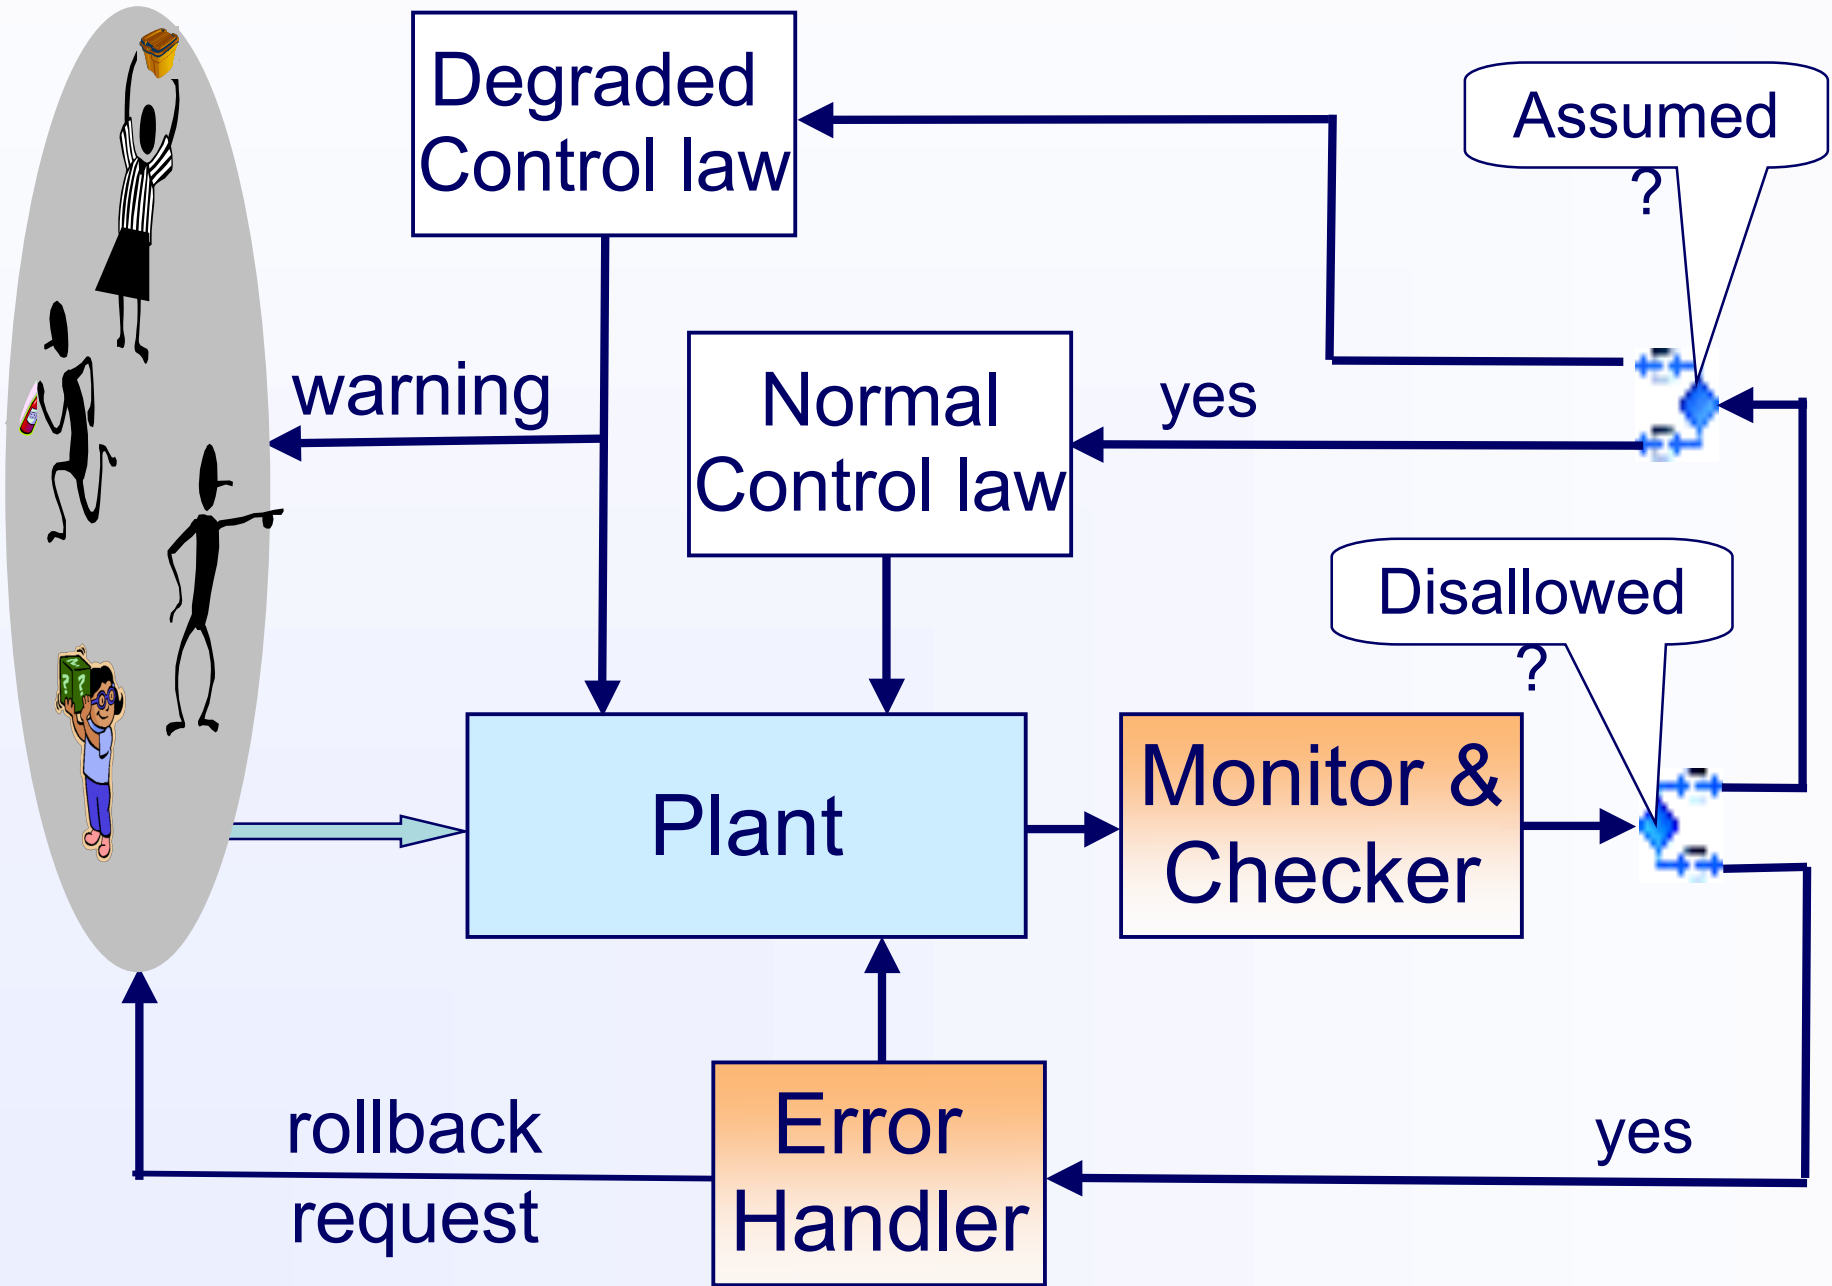 Degraded
Control law
Assumed
?
warning
Normal
Control law
yes
Disallowed
?
Plant
Monitor &
Checker
rollback
request
Error
Handler
yes